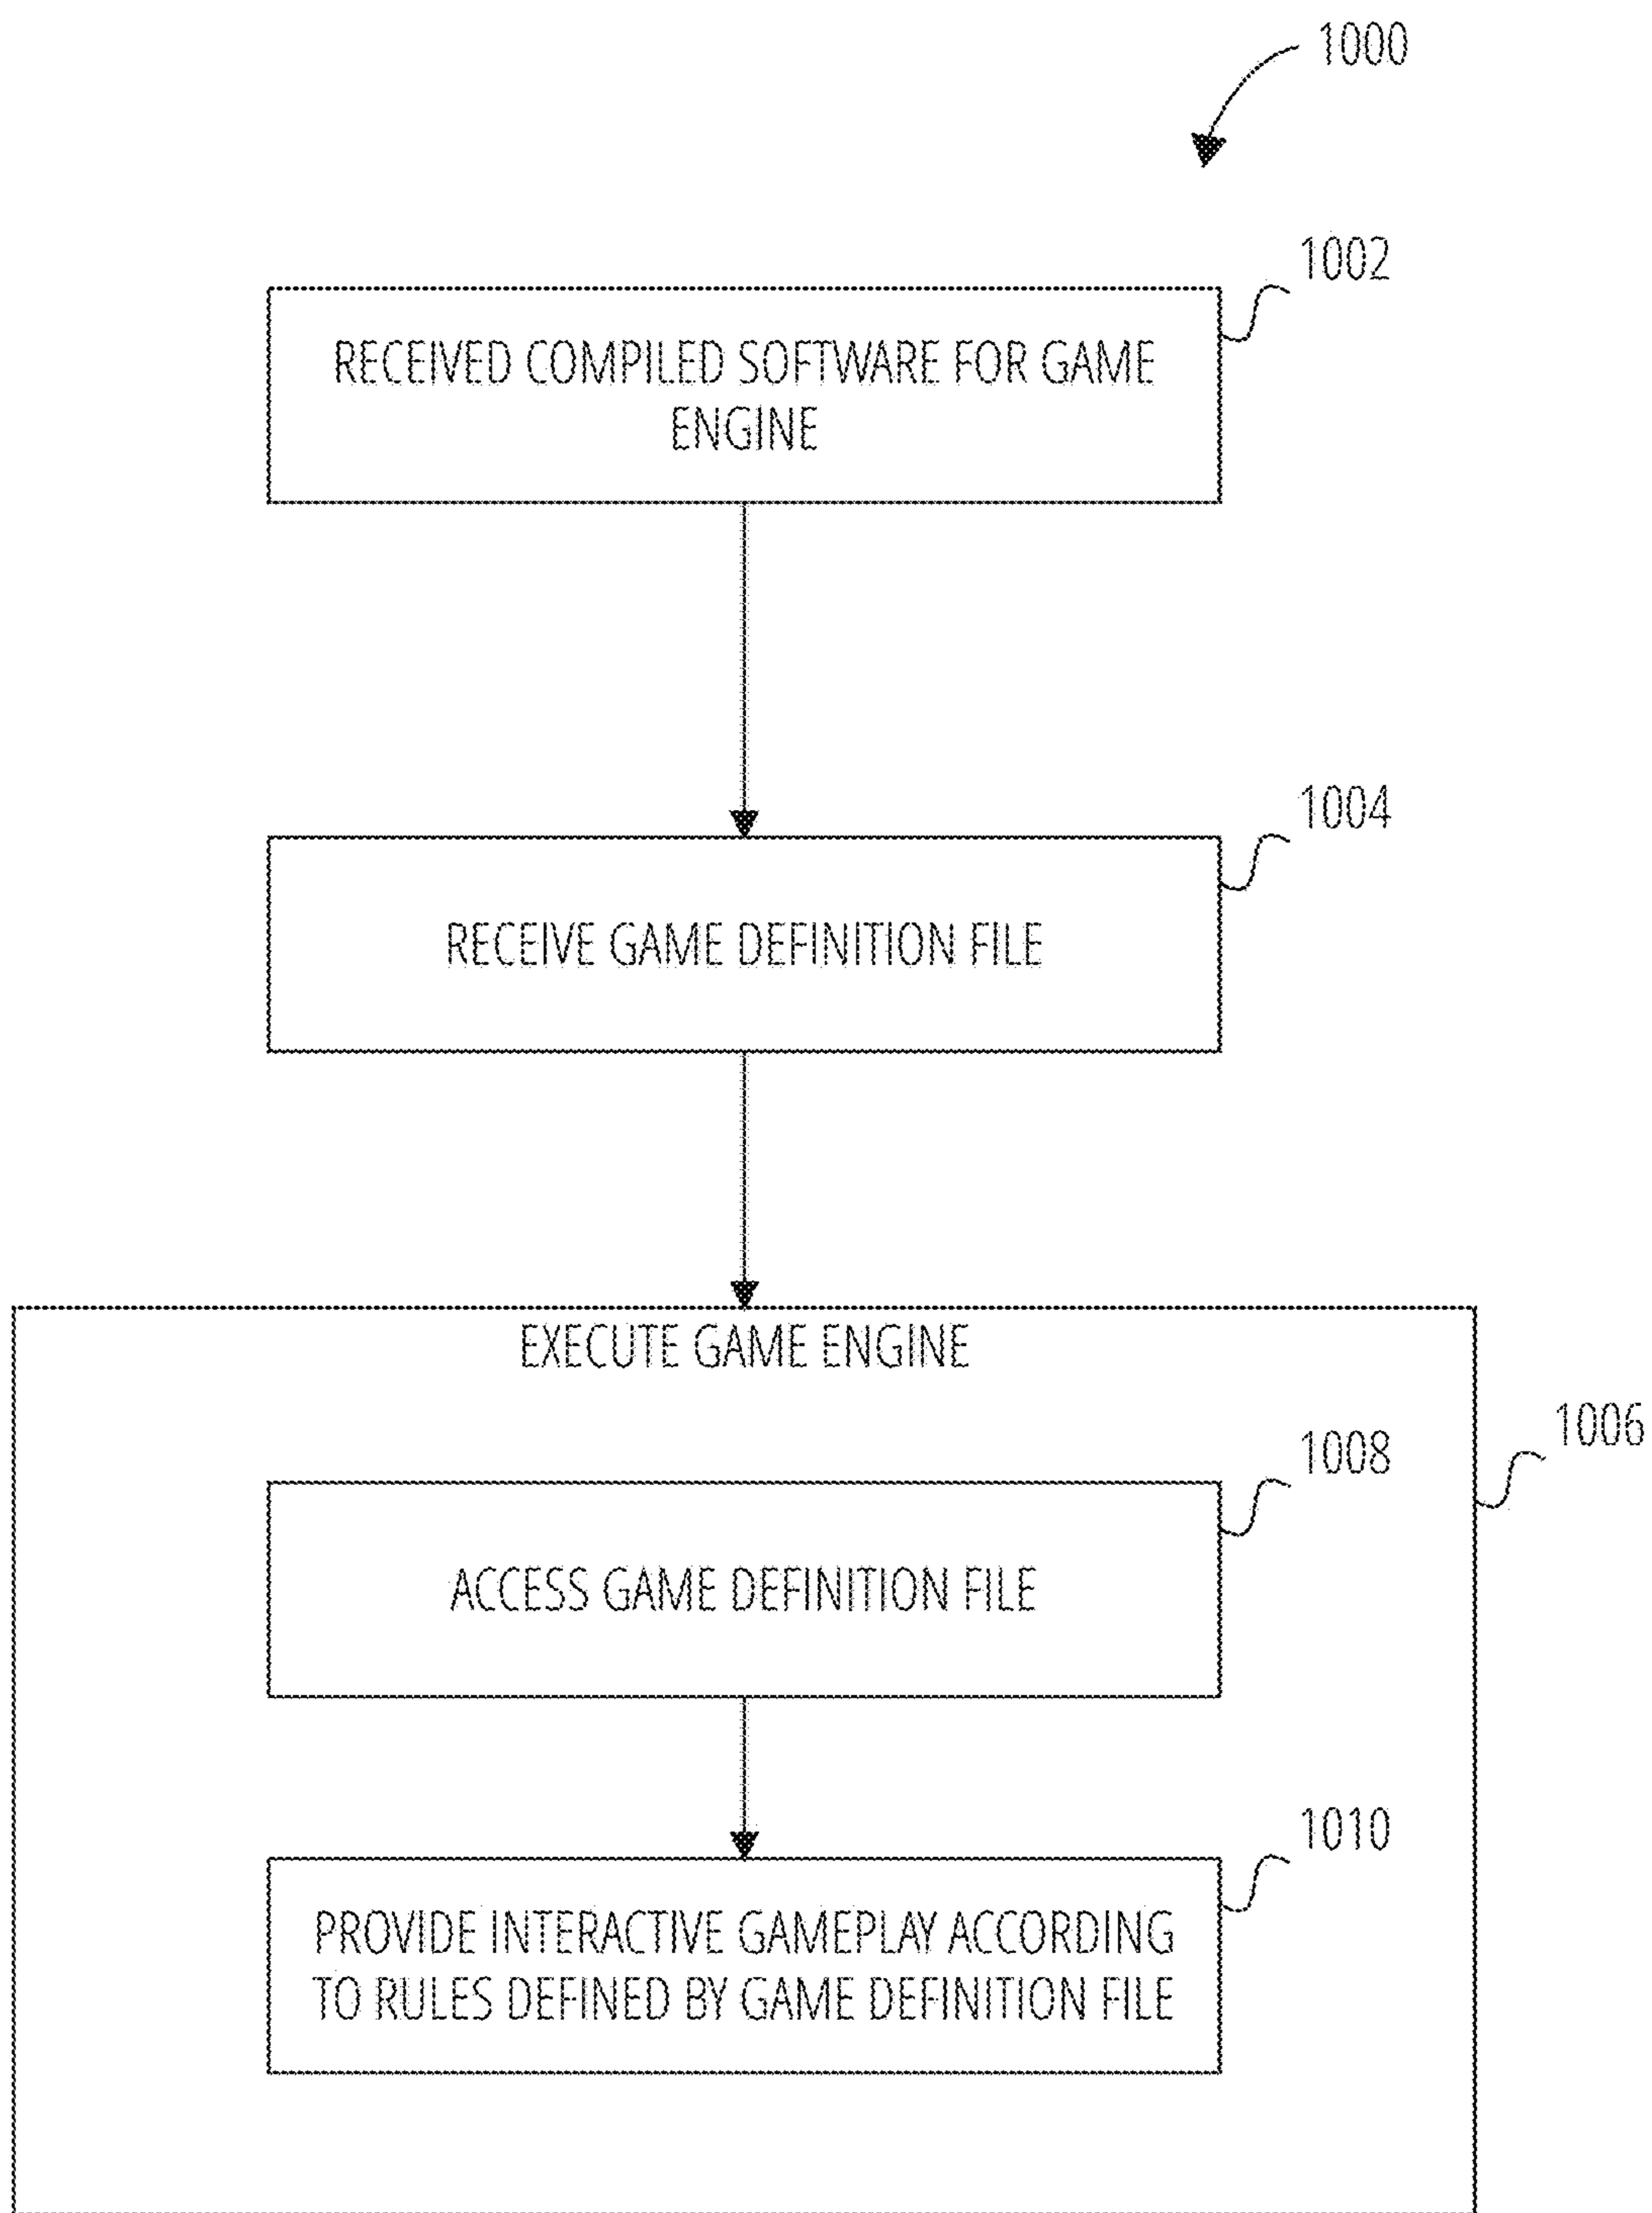 1000
1002
RECEIVED COMPILED SOFTWARE FOR GAME
ENGINE
1004
RECEIVE GAME DEFINITION FILE
EXECUTE GAME ENGINE
1006
1008
ACCESS GAME DEFINITION FILE
1010
PROVIDE INTERACTIVE GAMEPLAY ACCORDING
TO RULES DEFINED BY GAME DEFINITION FILE